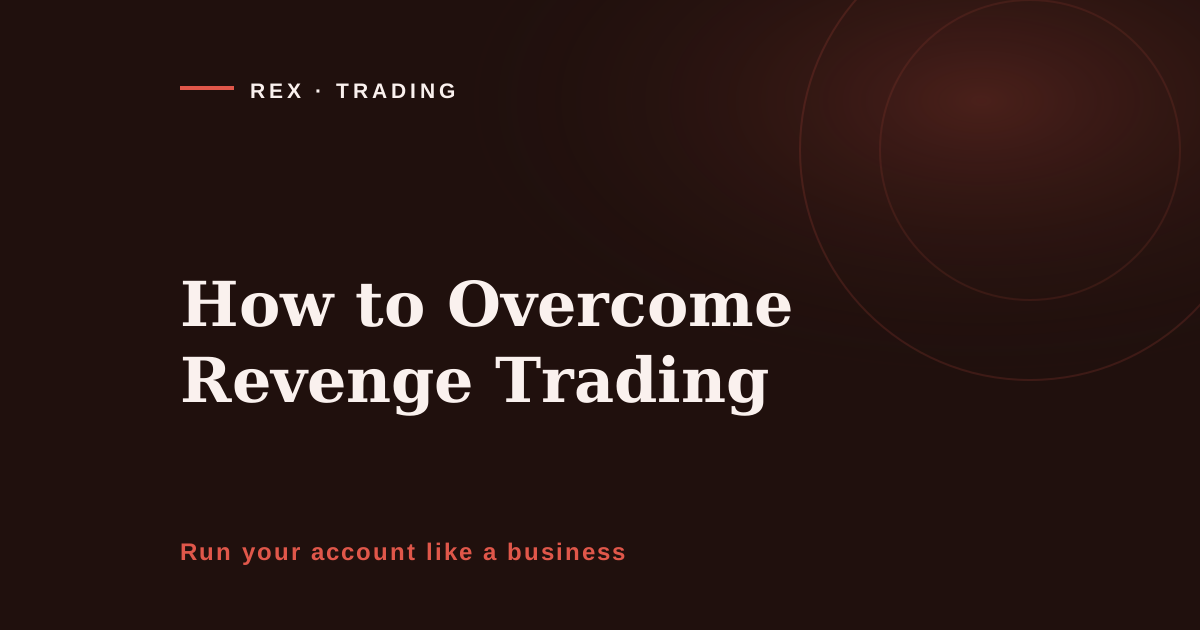 REX · TRADING
How to Overcome
Revenge Trading
Run your account like a business